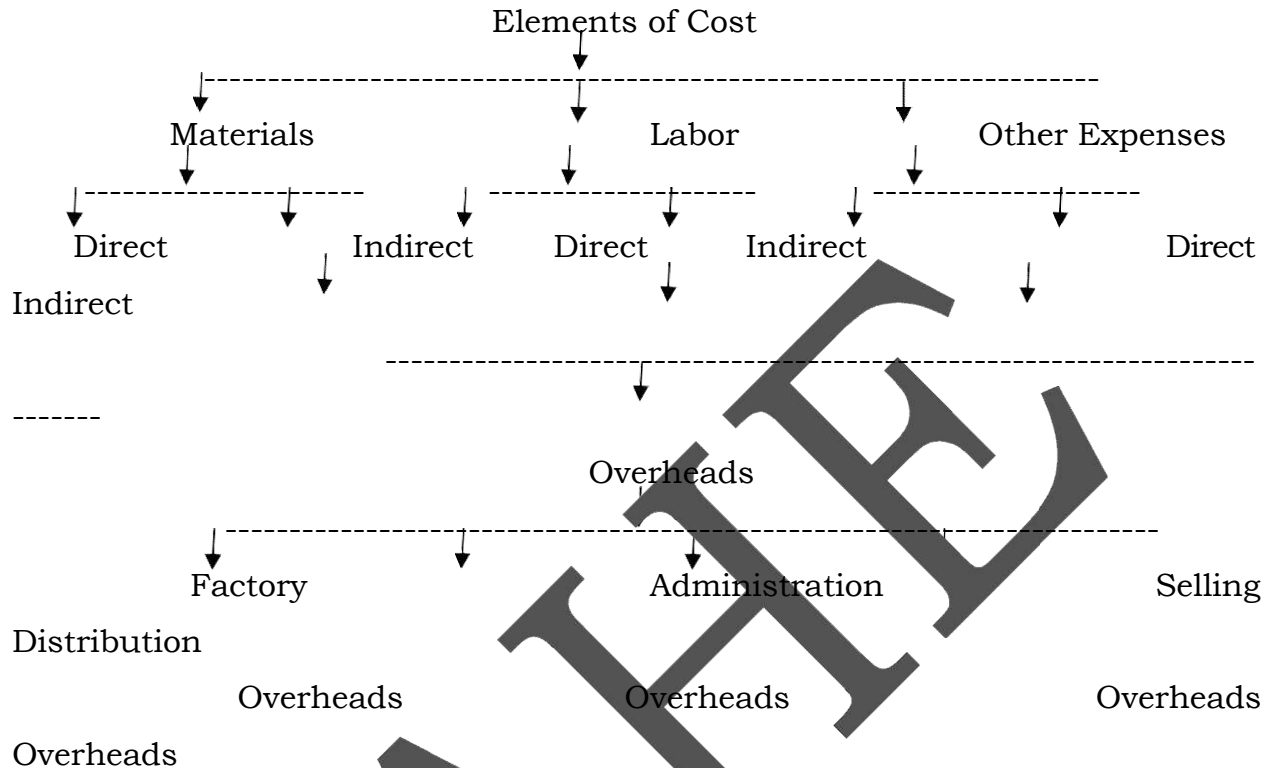 Elements of Cost
Materials Labor Other Expenses
Direct Indirect Direct Indirect Direct
Indirect
Overheads
Factory Administration Selling
Distribution
Overheads Overheads Overheads
Overheads